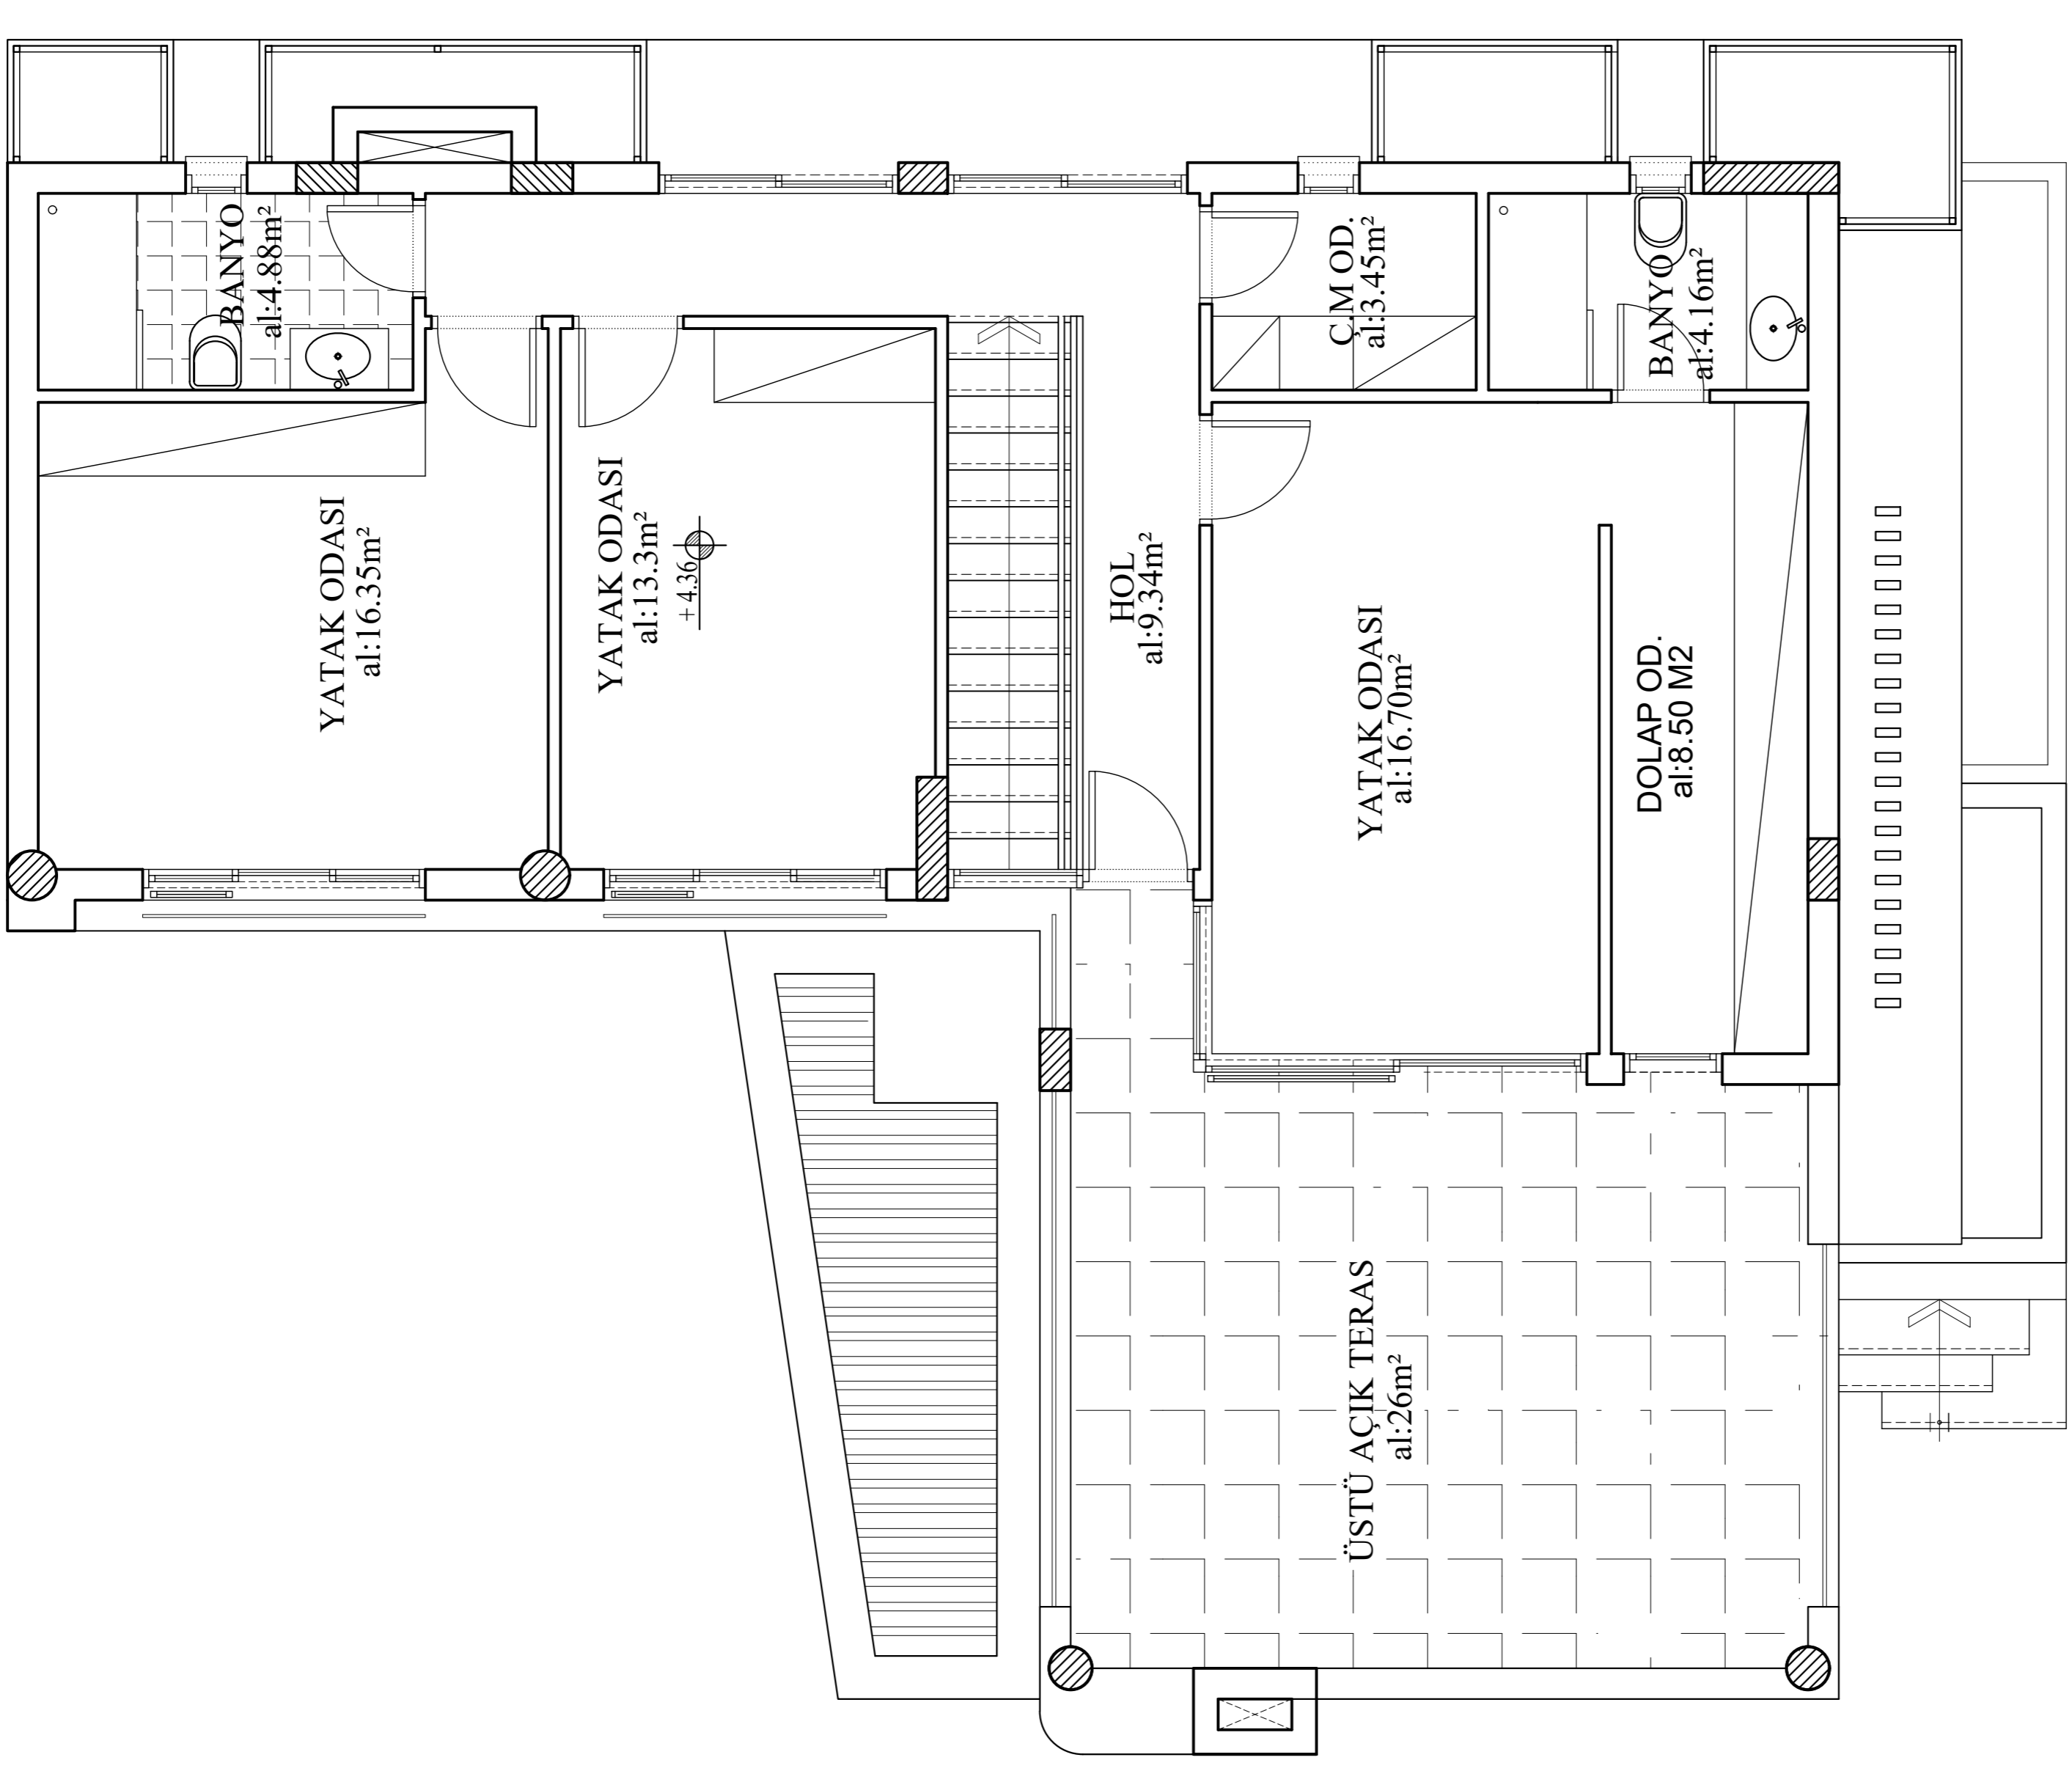 BANYO
al:4.88m²
YATAK ODASI
al:16.35m²
YATAK ODASI
al:13.3m²
+4.36
HOL
al:9.34m²
Ç.M OD.
al:3.45m²
BANYO
al:4.16m²
YATAK ODASI
al:16.70m²
DOLAP OD.
al:8.50 M2
ÜSTÜ AÇIK TERAS
al:26m²